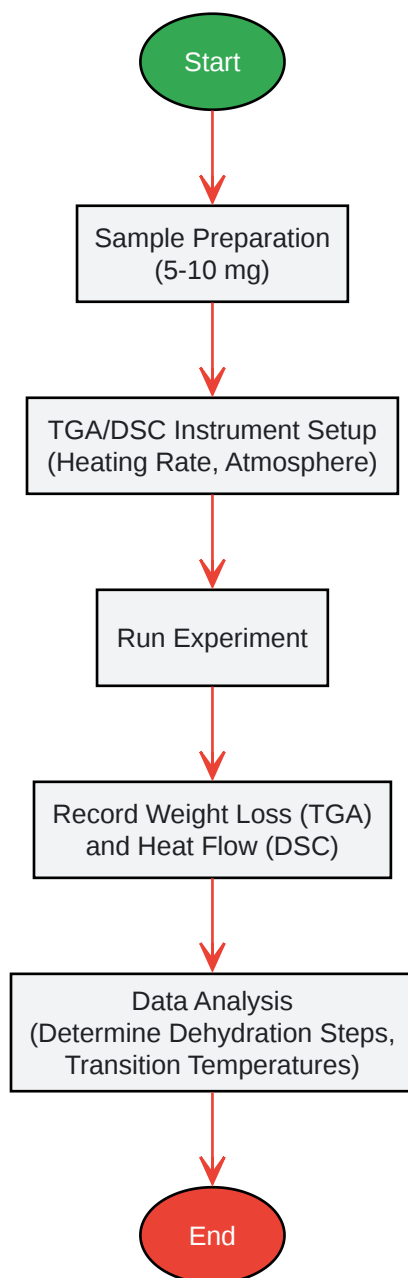 Start
Sample Preparation
(5-10 mg)
TGA/DSC Instrument Setup
(Heating Rate, Atmosphere)
Run Experiment
Record Weight Loss (TGA)
and Heat Flow (DSC)
Data Analysis
(Determine Dehydration Steps,
Transition Temperatures)
End